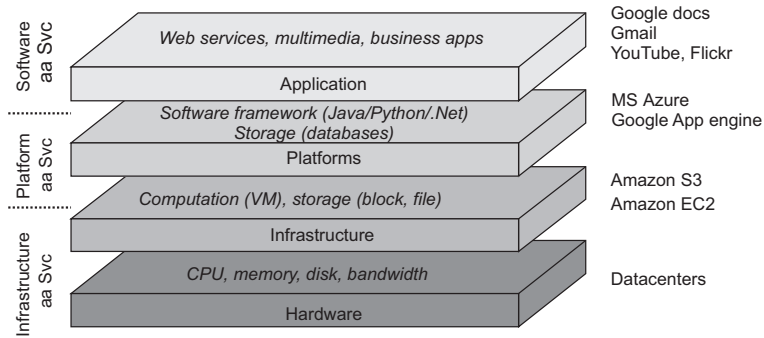 Software
aa Svc
Web services, multimedia, business apps
Application
Google docs
Gmail
YouTube, Flickr
Platform
aa Svc
Software framework (Java/Python/.Net)
Storage (databases)
Platforms
MS Azure
Google App engine
Infrastructure
aa Svc
Computation (VM), storage (block, file)
Infrastructure
Amazon S3
Amazon EC2
CPU, memory, disk, bandwidth
Hardware
Datacenters